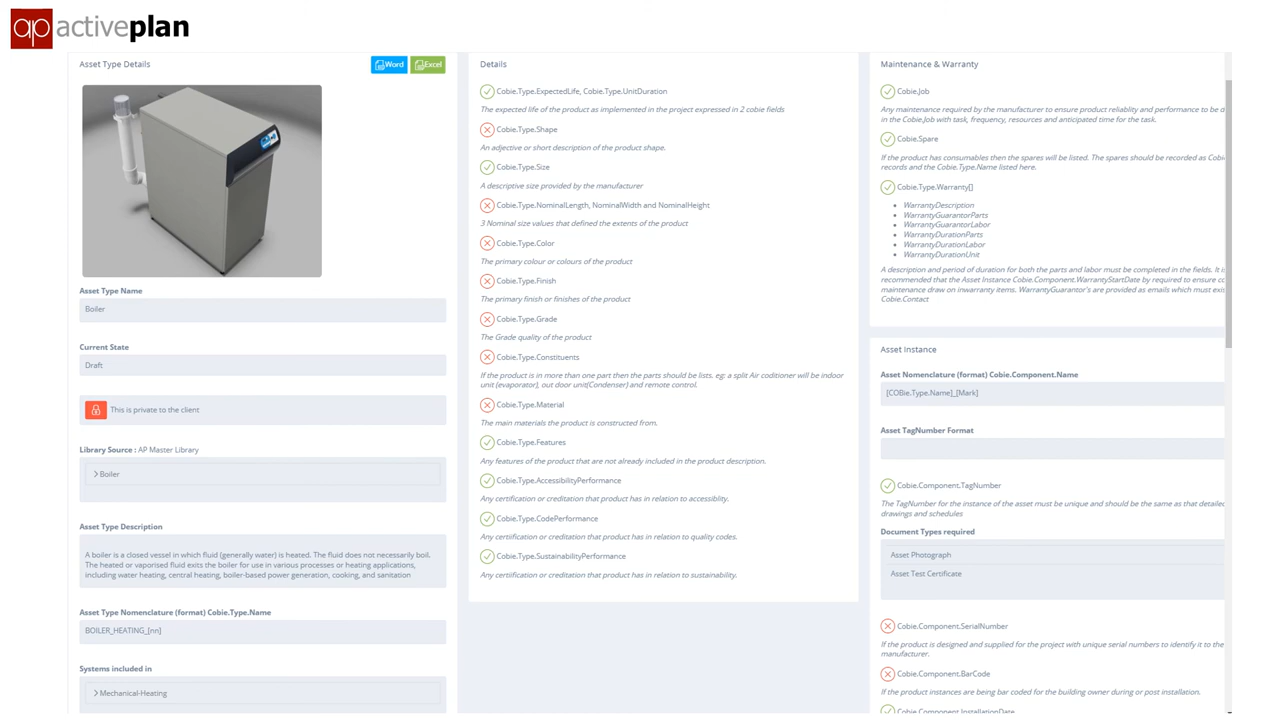 ap activeplan
Asset Type Details
Word
Excel
Asset Type Name
Boiler
Current State
Draft
This is private to the client
Library Source : AP Master Library
Boiler
Asset Type Description
A boiler is a closed vessel in which fluid (generally water) is heated. The fluid does not necessarily boil.
The heated or vaporised fluid exits the boiler for use in various processes or heating applications,
including water heating, central heating, boiler-based power generation, cooking, and sanitation
Asset Type Nomenclature (format) Cobie.Type.Name
BOILER_HEATING_[nn]
Systems included in
Mechanical-Heating
Details
Cobie.Type.ExpectedLife, Cobie.Type.UnitDuration
The expected life of the product as implemented in the project expressed in 2 cobie fields
Cobie.Type.Shape
An adjective or short description of the product shape.
Cobie.Type.Size
A descriptive size provided by the manufacturer
Cobie.Type.NominalLength, NominalWidth and NominalHeight
3 Nominal size values that defined the extents of the product
Cobie.Type.Color
The primary colour or colours of the product
Cobie.Type.Finish
The primary finish or finishes of the product
Cobie.Type.Grade
The Grade quality of the product
Cobie.Type.Constituents
If the product is in more than one part then the parts should be lists. eg: a split Air coditioner will be indoor
unit (evaporator), out door unit(Condenser) and remote control.
Cobie.Type.Material
The main materials the product is constructed from.
Cobie.Type.Features
Any features of the product that are not already included in the product description.
Cobie.Type.AccessibilityPerformance
Any certification or creditation that product has in relation to accessiblity.
Cobie.Type.CodePerformance
Any certification or creditation that product has in relation to quality codes.
Cobie.Type.SustainabilityPerformance
Any certiification or creditation that product has in relation to sustainability.
Maintenance & Warranty
Cobie.Job
Any maintenance required by the manufacturer to ensure product reliablity and performance to be d
in the Cobie.Job with task, frequency, resources and anticipated time for the task.
Cobie.Spare
If the product has consumables then the spares will be listed. The spares should be recorded as Cobi
records and the Cobie.Type.Name listed here.
Cobie.Type.Warranty[]
WarrantyDescription
WarrantyGuarantorParts
WarrantyGuarantorLabor
WarrantyDurationParts
WarrantyDurationLabor
WarrantyDurationUnit
A description and period of duration for both the parts and labor must be completed in the fields. It i
recommended that the Asset Instance Cobie.Component.WarrantyStartDate by required to ensure co
maintenance draw on inwarranty items. WarrantyGuarantor's are provided as emails which must exis
Cobie.Contact
Asset Instance
Asset Nomenclature (format) Cobie.Component.Name
[COBie.Type.Name]_[Mark]
Asset TagNumber Format
Cobie.Component.TagNumber
The TagNumber for the instance of the asset must be unique and should be the same as that detailed
drawings and schedules
Document Types required
Asset Photograph
Asset Test Certificate
Cobie.Component.SerialNumber
If the product is designed and supplied for the project with unique serial numbers to identify it to the
manufacturer.
Cobie.Component.BarCode
If the product instances are being bar coded for the building owner during or post installation.
Cobie.Component.InstallationDate